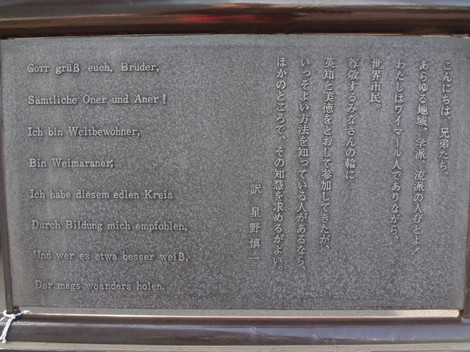 Gott grüß euch, Brüder,
Sämtliche Oner und Aner!
Ich bin Weltbewohner,
Bin Weimaraner,
Ich habe diesem edlen Kreis
Durch Bildung mich empfohlen,
Und wer es etwa besser weiß,
Der mags woanders holen.
こんにちは、兄弟たち。
あらゆる地域、学派、流派の人びとよ!
わたしはワイマール人でありながら、
世界市民。
尊敬するみなさんの輪に
英知と美徳をとおして参加してきたが、
いっそよい方法を知っている人があるなら、
ほかのところで、その知慧を求めるがよい。
訳 星野慎一